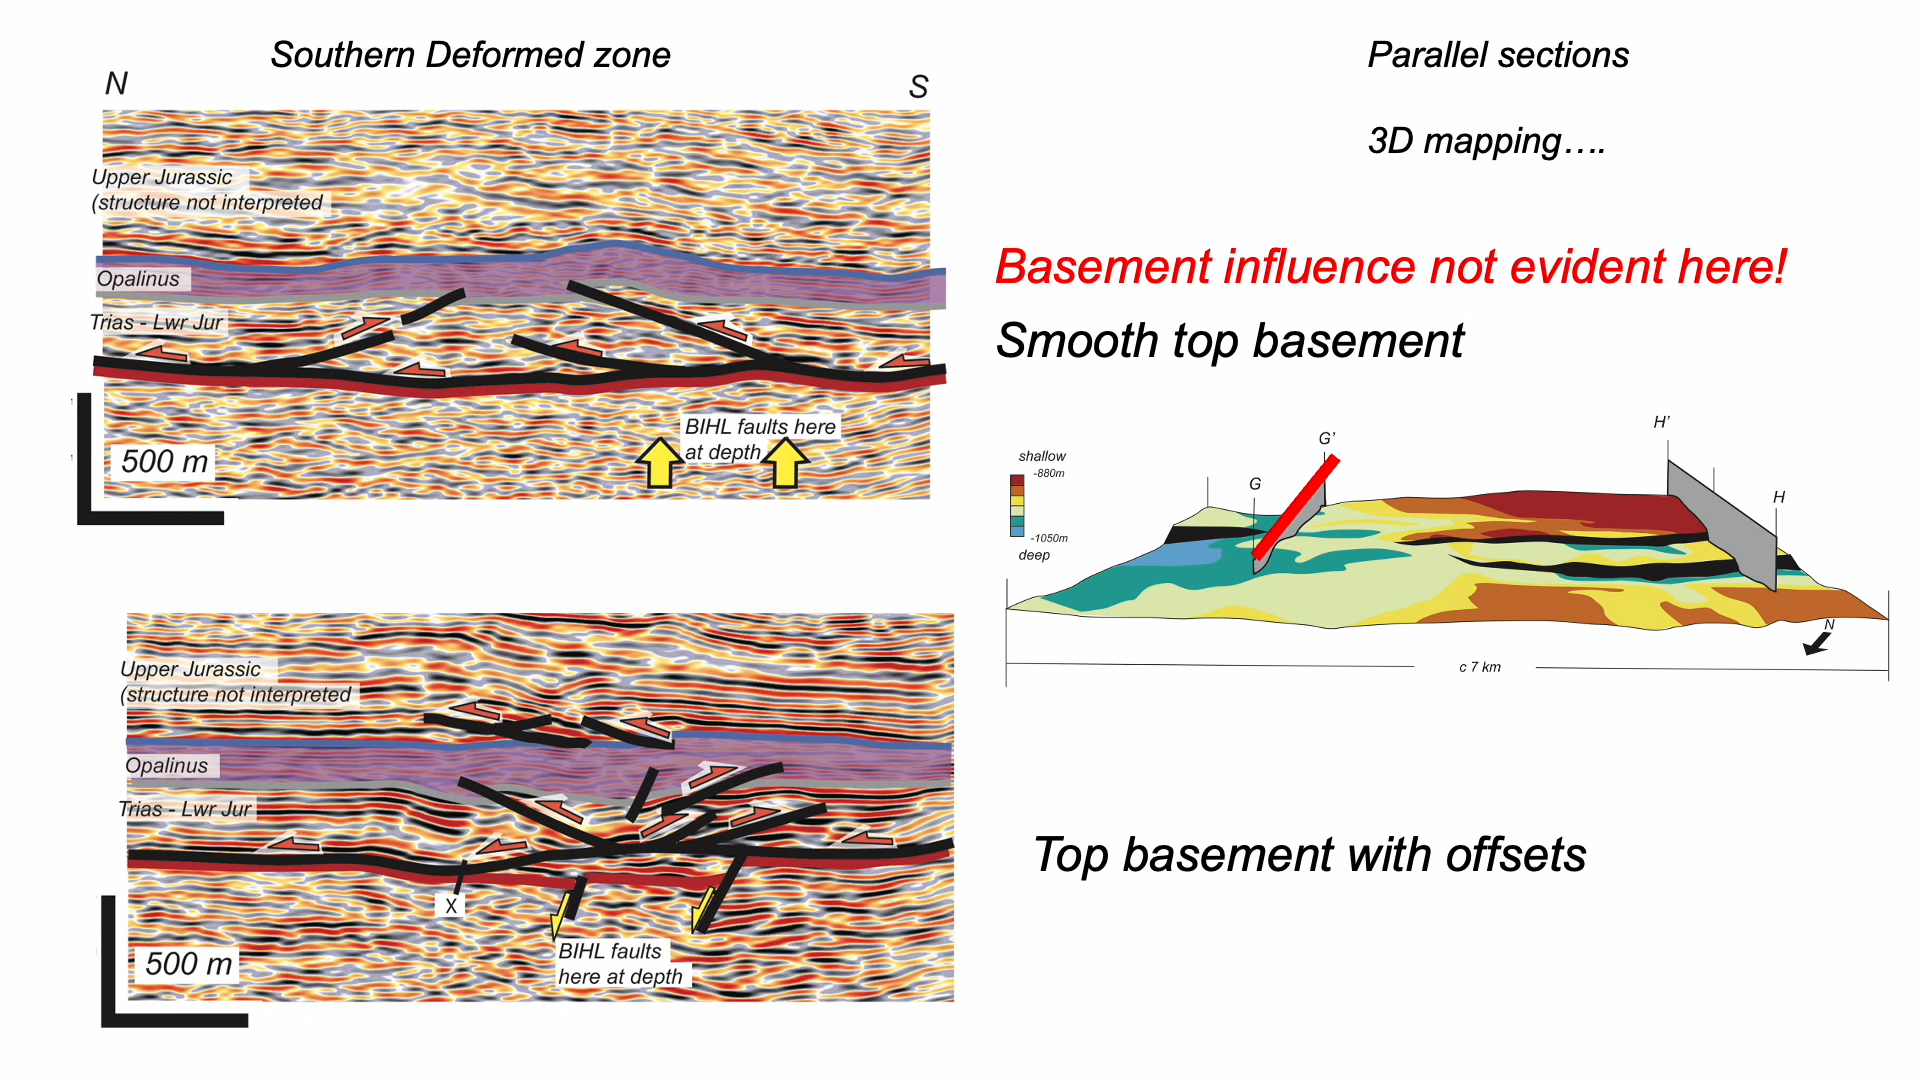 Southern Deformed zone
N
S
Upper Jurassic
(structure not interpreted
Opalinus
Trias - Lwr Jur
BIHL faults here
at depth
500 m
Upper Jurassic
(structure not interpreted
Opalinus
Trias - Lwr Jur
X
BIHL faults
here at depth
500 m
Parallel sections
3D mapping….
Basement influence not evident here!
Smooth top basement
shallow
-880m
-1050m
deep
G
G’
H’
H
N
c 7 km
Top basement with offsets